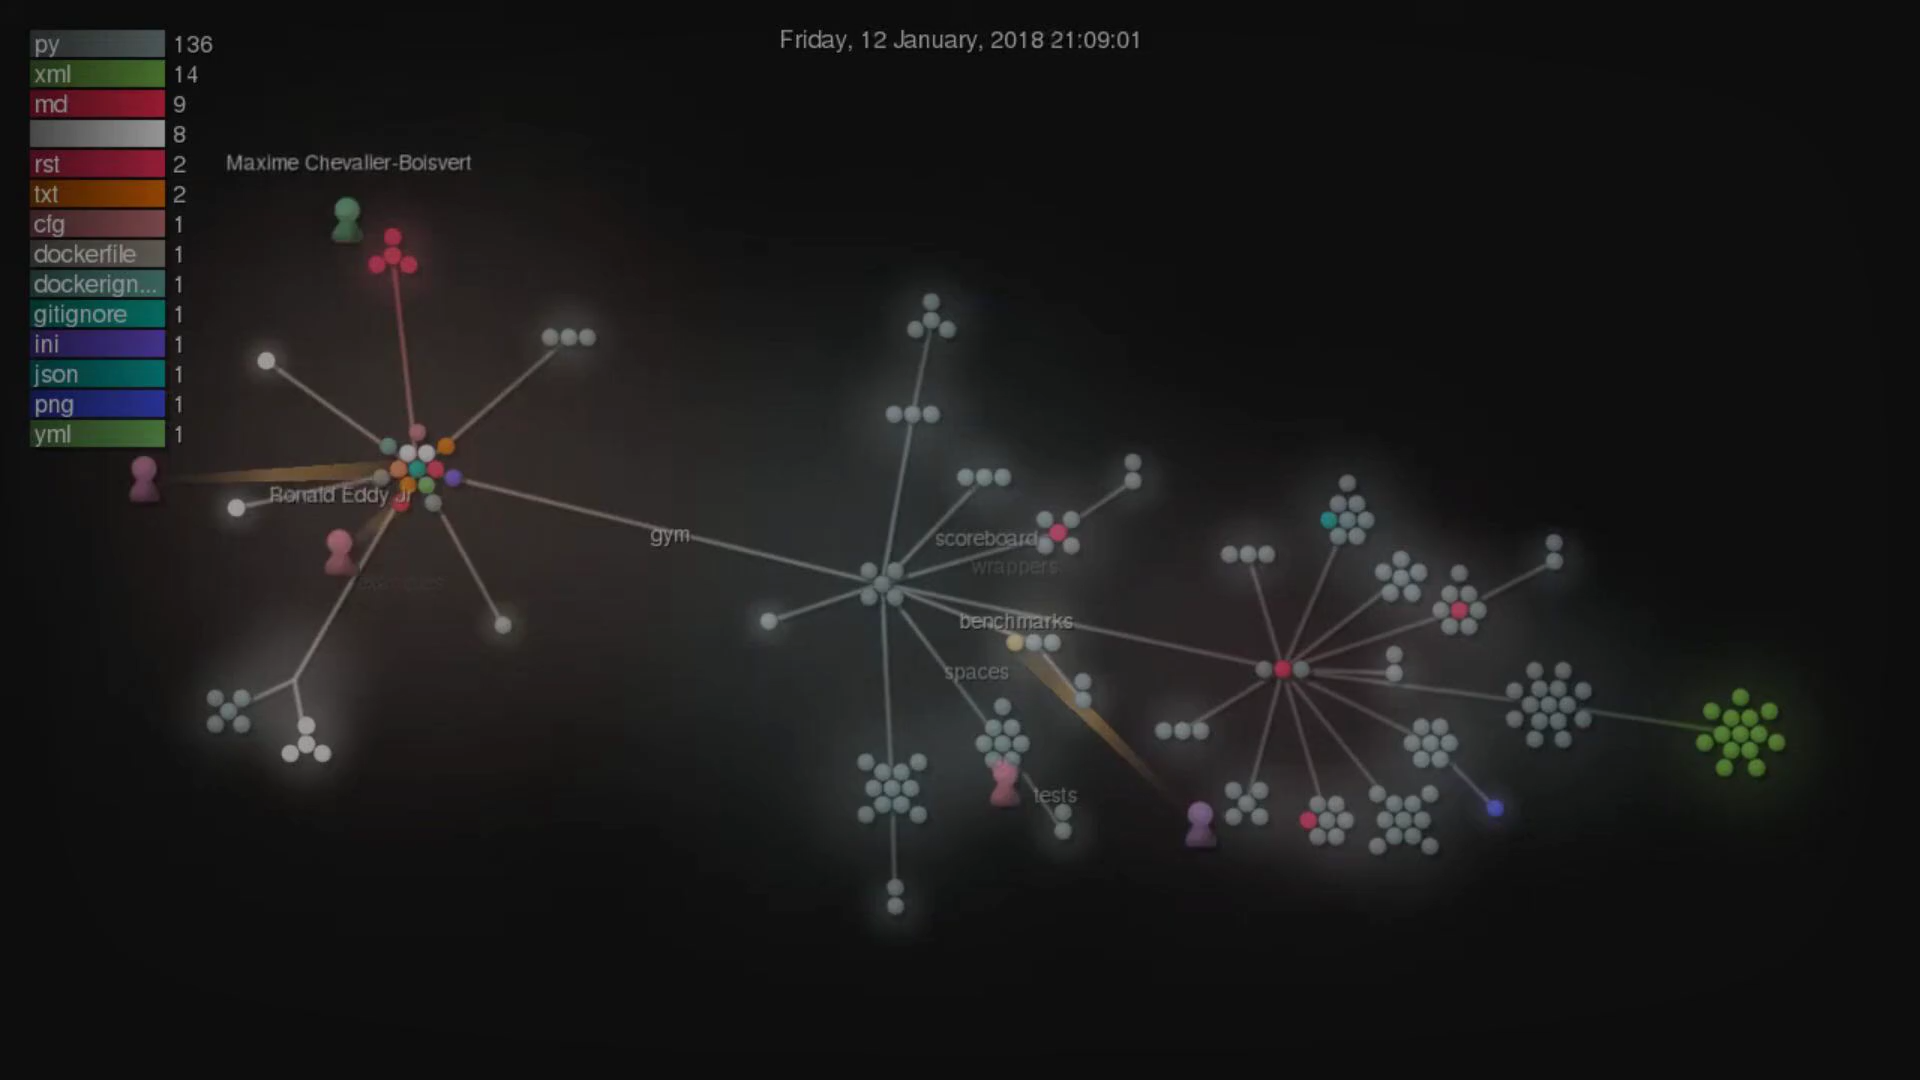 Friday, 12 January, 2018 21:09:01
py 136
xml 14
md 9
8
rst 2
txt 2
cfg 1
dockerfile 1
dockerign... 1
gitignore 1
ini 1
json 1
png 1
yml 1
Maxime Chevalier-Boisvert
Ronald Eddy Jr
gym
scoreboard
wrappers
benchmarks
spaces
tests